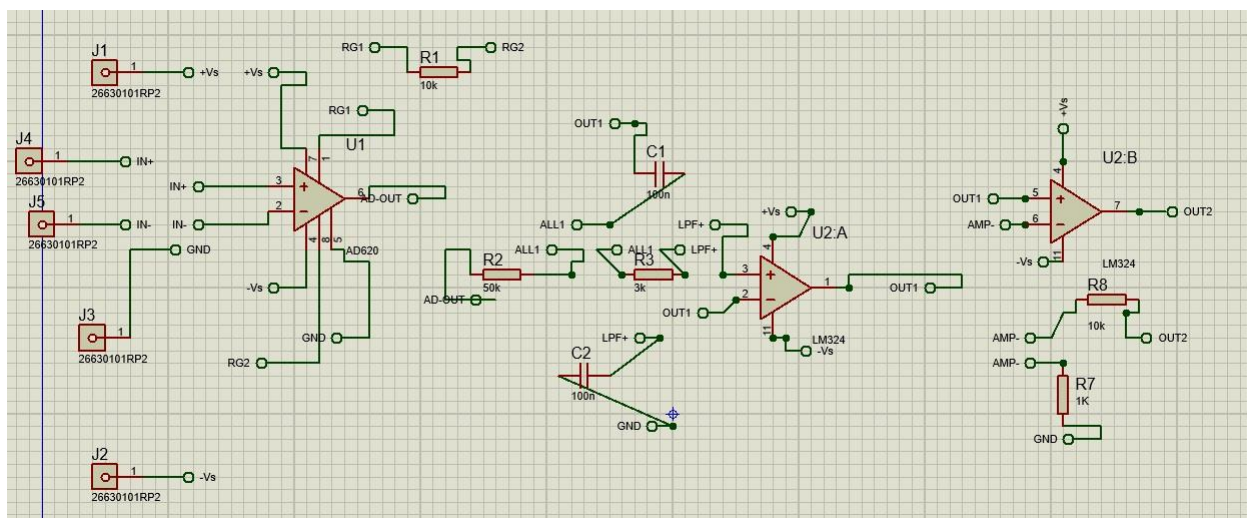 J1
1
+Vs
26630101RP2
J4
1
IN+
26630101RP2
J5
1
IN-
26630101RP2
GND
J3
1
26630101RP2
J2
1
-Vs
26630101RP2
+Vs
RG1
R1
10k
RG2
RG1
U1
7
1
IN+
3
IN-
2
6
AD-OUT
4
8
5
AD620
-Vs
GND
RG2
OUT1
C1
100n
ALL1
ALL1
R2
50k
AD-OUT
ALL1
R3
3k
LPF+
LPF+
C2
100n
GND
LPF+
+Vs
U2:A
4
3
2
1
11
OUT1
OUT1
LM324
-Vs
+Vs
U2:B
4
OUT1
5
AMP-
6
7
OUT2
-Vs
11
LM324
R8
10k
AMP-
OUT2
AMP-
R7
1K
GND